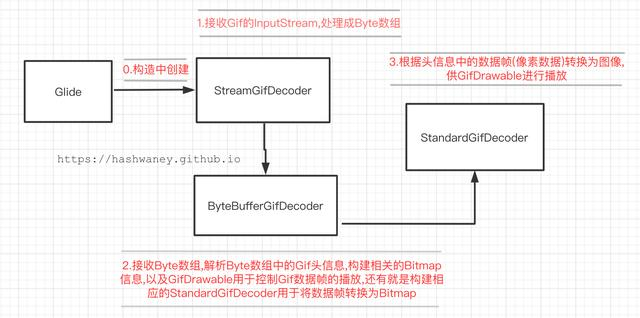 1.接收Gif的InputStream,处理成Byte数组
0.构造中创建
3.根据头信息中的数据帧(像素数据)转换为图像,
供GifDrawable进行播放
Glide
StreamGifDecoder
StandardGifDecoder
https://hashwaney.github.io
ByteBufferGifDecoder
2.接收Byte数组,解析Byte数组中的Gif头信息,构建相关的Bitmap
信息,以及GifDrawable用于控制Gif数据帧的播放,还有就是构建相
应的StandardGifDecoder用于将数据帧转换为Bitmap